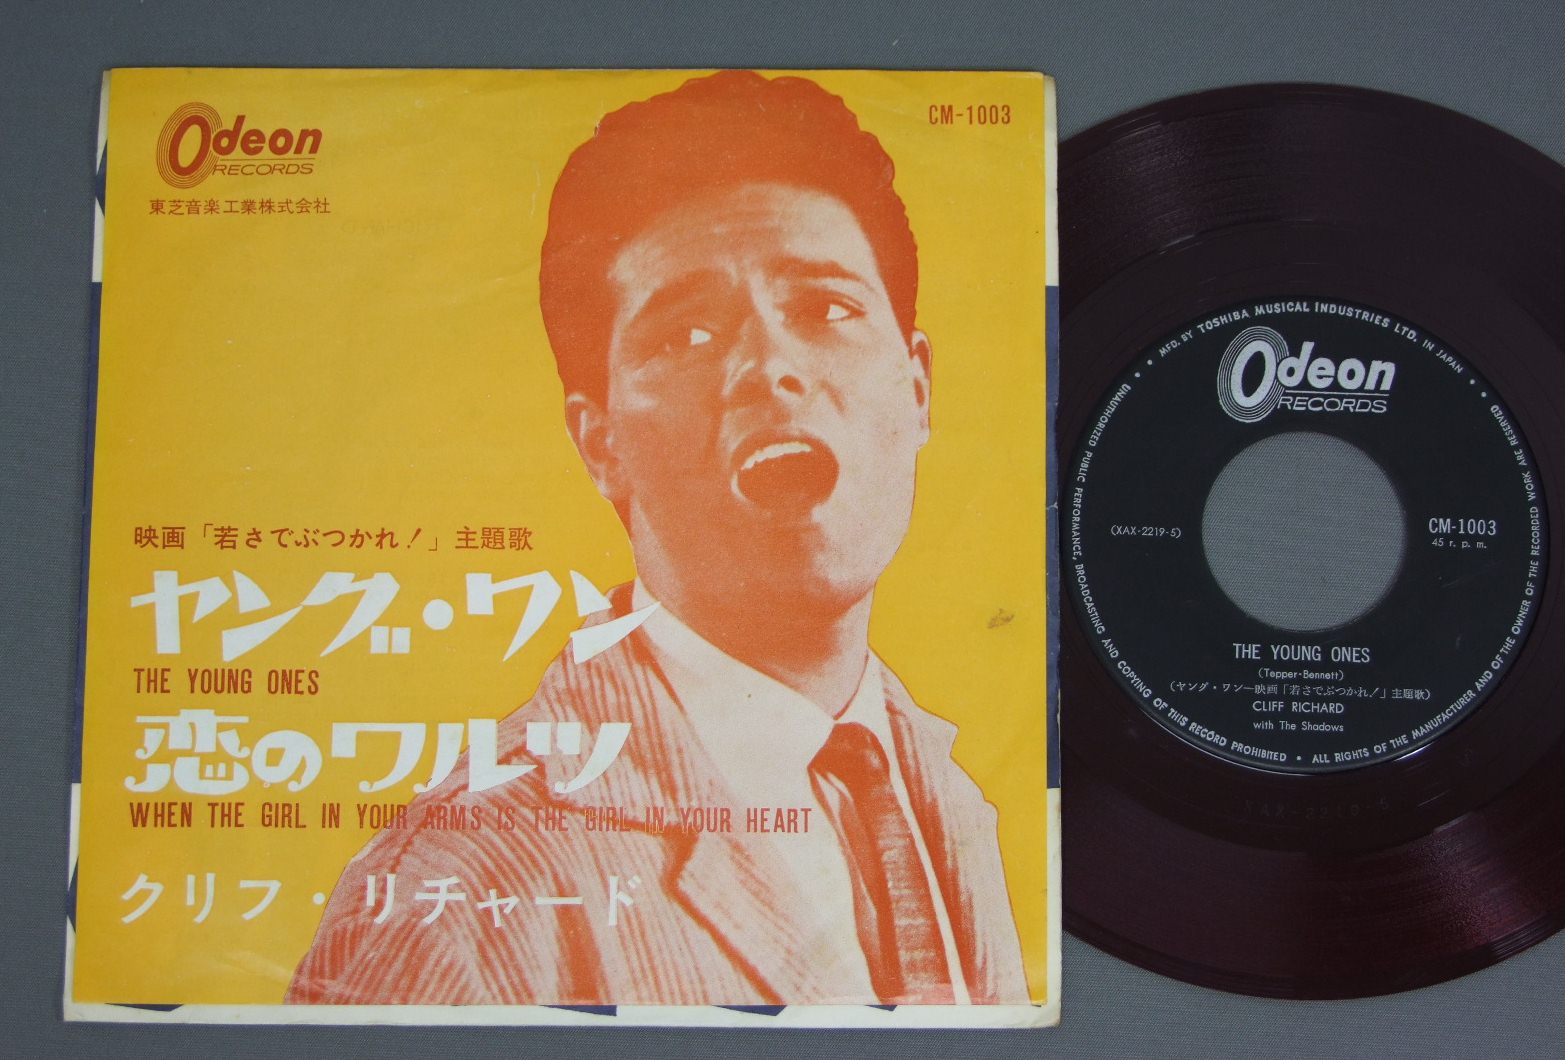 Odeon
RECORDS
東芝音楽工業株式会社
CM-1003
映画「若さでぶつかれ!」主題歌
ヤング・ワン
THE YOUNG ONES
恋のワルツ
WHEN THE GIRL IN YOUR ARMS IS THE GIRL IN YOUR HEART
クリフ・リチャード
MFD. BY TOSHIBA MUSICAL INDUSTRIES LTD. IN JAPAN
Odeon
RECORDS
(XAX-2219-5)
CM-1003
45 r. p. m.
THE YOUNG ONES
(Tepper-Bennett)
(ヤング・ワン―映画「若さでぶつかれ!」主題歌)
CLIFF RICHARD
with The Shadows
UNAUTHORIZED PUBLIC PERFORMANCE, BROADCASTING AND COPYING OF THIS RECORD PROHIBITED • ALL RIGHTS OF THE MANUFACTURER AND OF THE OWNER OF THE RECORDED WORK ARE RESERVED
XAX-2219-5